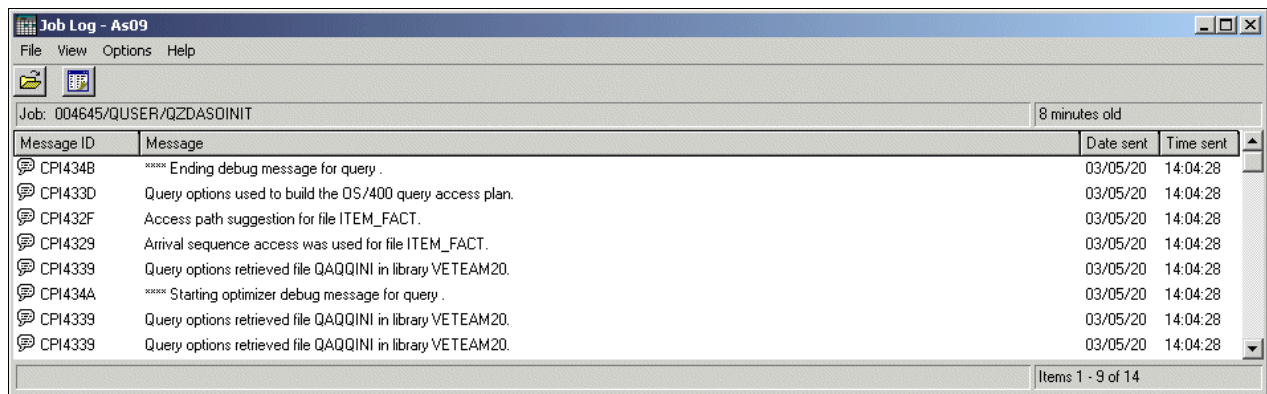 Job Log - As09
File View Options Help
Job: 004645/QUSER/QZDASOINIT 8 minutes old
Message ID Message Date sent Time sent
CPI434B **** Ending debug message for query . 03/05/20 14:04:28
CPI433D Query options used to build the OS/400 query access plan. 03/05/20 14:04:28
CPI432F Access path suggestion for file ITEM_FACT. 03/05/20 14:04:28
CPI4329 Arrival sequence access was used for file ITEM_FACT. 03/05/20 14:04:28
CPI4339 Query options retrieved file QAQQINI in library VETEAM20. 03/05/20 14:04:28
CPI434A **** Starting optimizer debug message for query . 03/05/20 14:04:28
CPI4339 Query options retrieved file QAQQINI in library VETEAM20. 03/05/20 14:04:28
CPI4339 Query options retrieved file QAQQINI in library VETEAM20. 03/05/20 14:04:28
Items 1 - 9 of 14